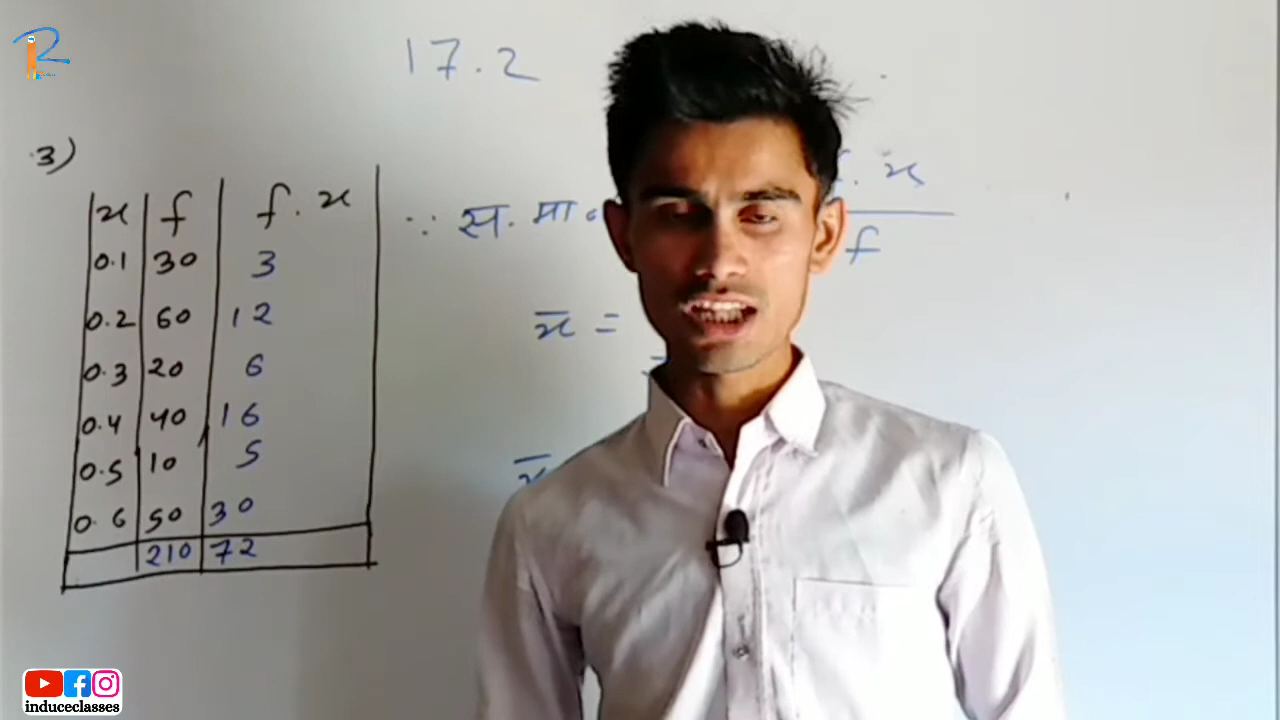 17.2
3)
x f f.x
0.1 30 3
0.2 60 12
0.3 20 6
0.4 40 16
0.5 10 5
0.6 50 30
210 72
∵ स. मा. . x
f
x̄ =
x̄
induceclasses